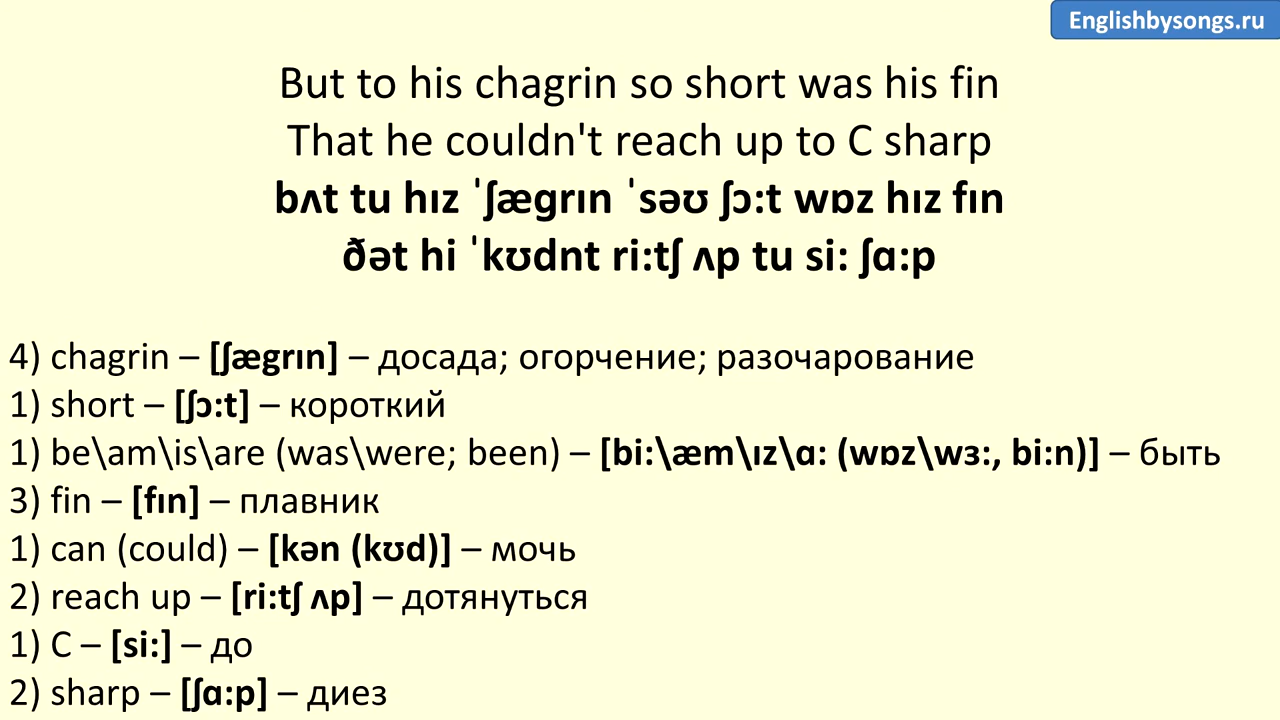 Englishbysongs.ru
But to his chagrin so short was his fin
That he couldn't reach up to C sharp
bʌt tu hɪz ˈʃægrɪn ˈsəʊ ʃɔ:t wɒz hɪz fɪn
ðət hi ˈkʊdnt ri:tʃ ʌp tu si: ʃɑ:p
4) chagrin – [ʃægrɪn] – досада; огорчение; разочарование
1) short – [ʃɔ:t] – короткий
1) be\am\is\are (was\were; been) – [bi:\æm\ɪz\ɑ: (wɒz\wɜ:, bi:n)] – быть
3) fin – [fɪn] – плавник
1) can (could) – [kən (kʊd)] – мочь
2) reach up – [ri:tʃ ʌp] – дотянуться
1) C – [si:] – до
2) sharp – [ʃɑ:p] – диез